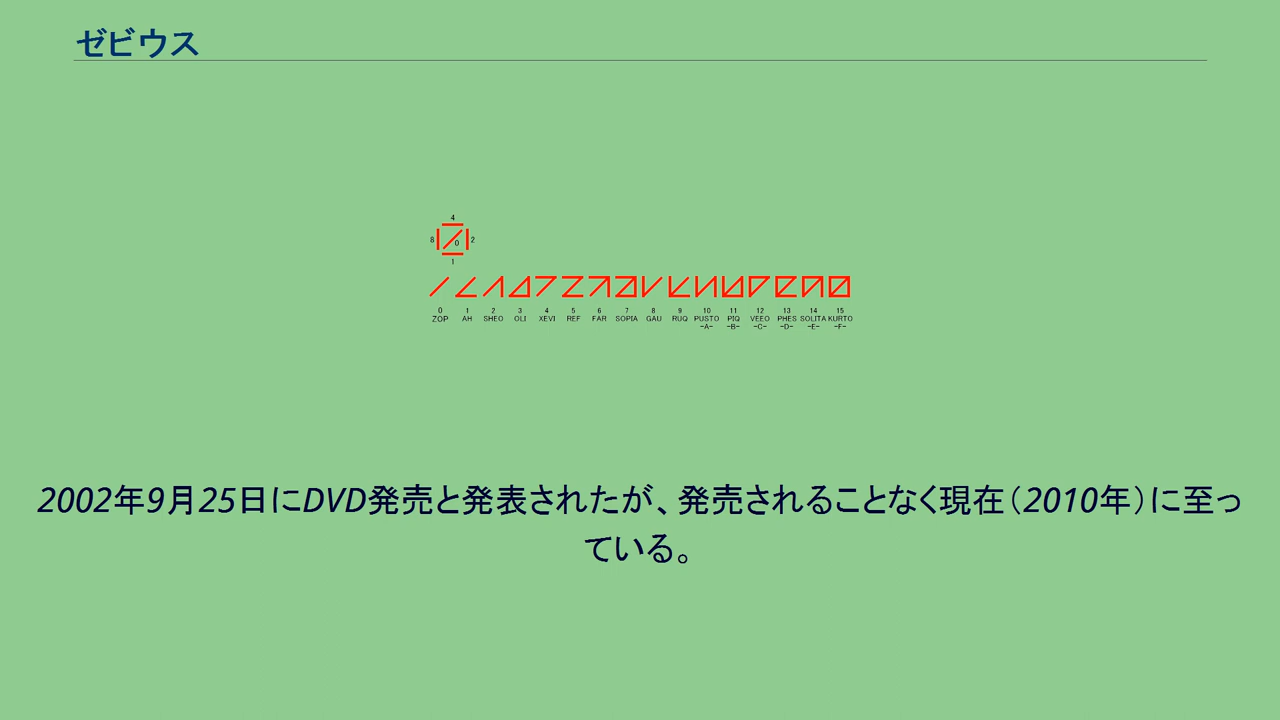 ゼビウス
4
8 0 2
1
0 1 2 3 4 5 6 7 8 9 10 11 12 13 14 15
ZOP AH SHEO OLI XEVI REF FAR SOPIA GAU RUQ PUSTO PIQ VEEO PHES SOLITA KURTO
-A- -B- -C- -D- -E- -F-
2002年9月25日にDVD発売と発表されたが、発売されることなく現在（2010年）に至っ
ている。